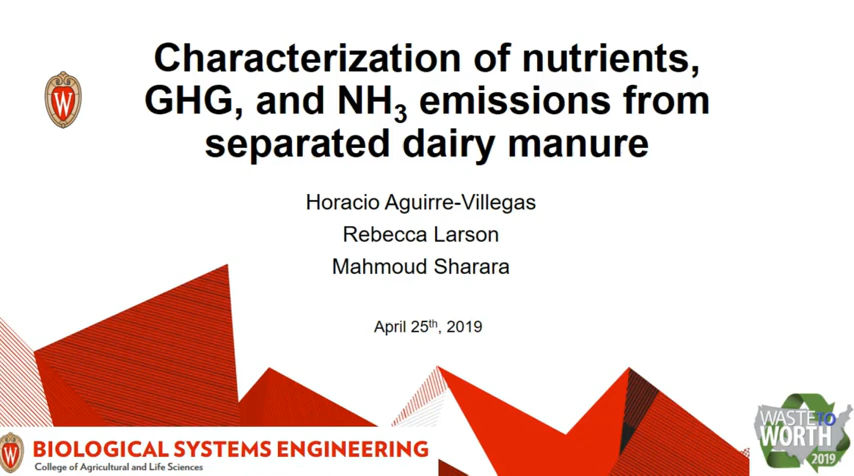 Characterization of nutrients,
GHG, and NH₃ emissions from
separated dairy manure
Horacio Aguirre-Villegas
Rebecca Larson
Mahmoud Sharara
April 25th, 2019
W
W
BIOLOGICAL SYSTEMS ENGINEERING
College of Agricultural and Life Sciences
WASTE TO
WORTH
2019